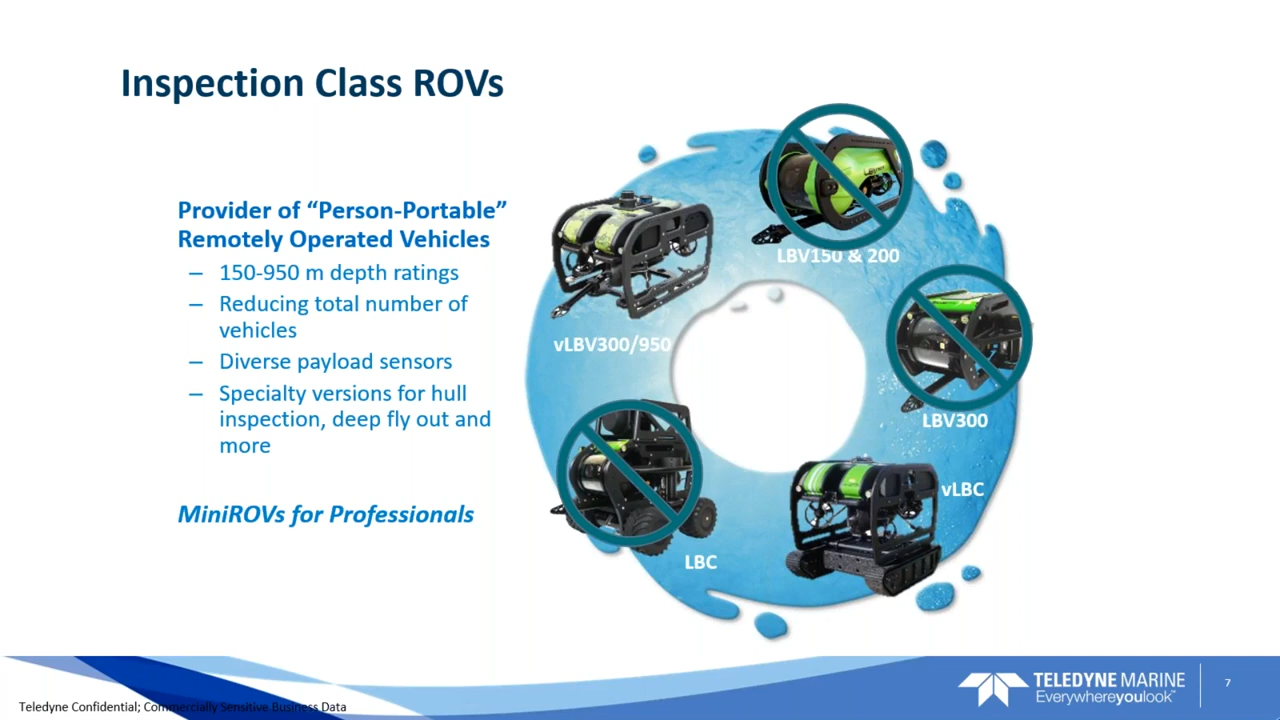 Inspection Class ROVs
Provider of “Person-Portable”
Remotely Operated Vehicles
– 150-950 m depth ratings
– Reducing total number of
vehicles
– Diverse payload sensors
– Specialty versions for hull
inspection, deep fly out and
more
MiniROVs for Professionals
LBV150 & 200
vLBV300/950
LBV300
vLBC
LBC
TELEDYNE MARINE
Everywhereyoulook™
7
Teledyne Confidential; Commercially Sensitive Business Data